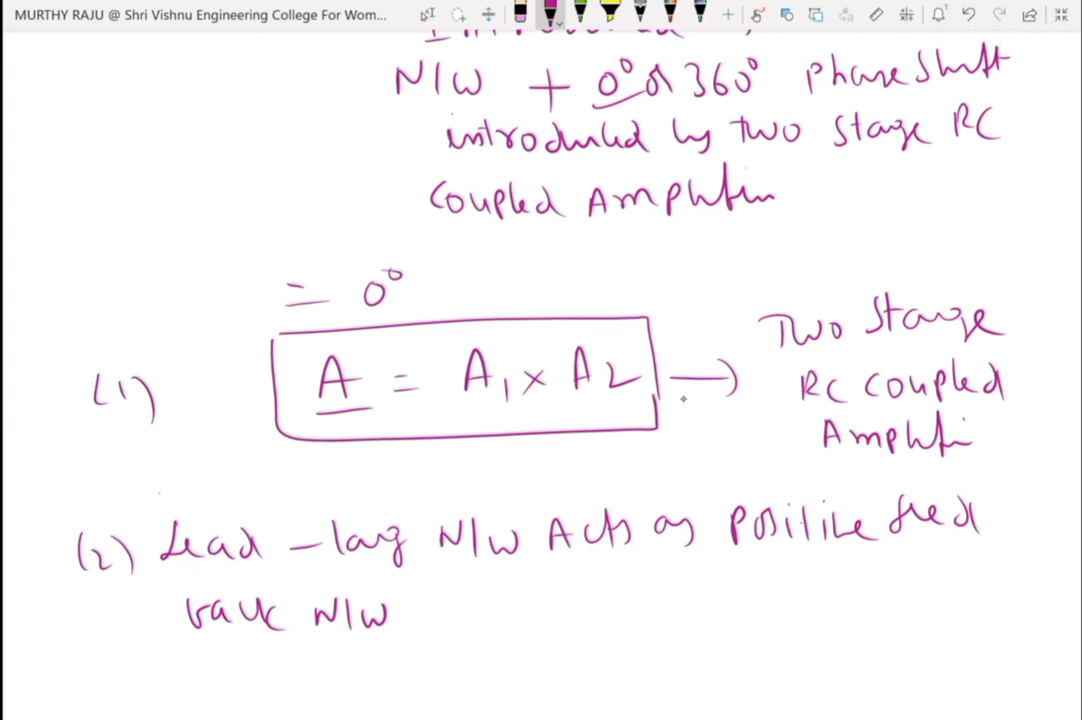 MURTHY RAJU @ Shri Vishnu Engineering College For Wom...
N/W + 0° or 360° phase shift
introduced by two stage RC
Coupled Amplifier
= 0°
(1) A = A1 x A2 → Two Stage
RC Coupled
Amplifi
(2) Lead - lag N/W Acts as positive feed
back N/W